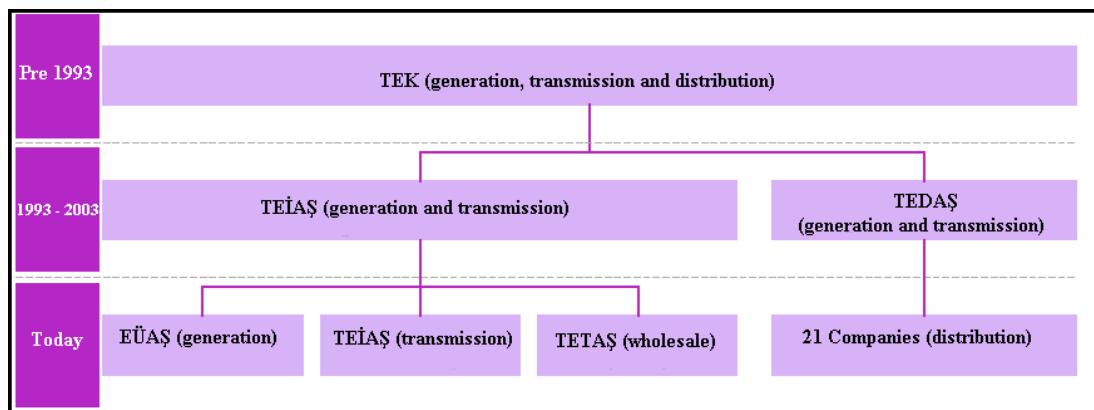 Pre 1993
TEK (generation, transmission and distribution)
1993 - 2003
TEİAŞ (generation and transmission)
TEDAŞ
(generation and transmission)
Today
EÜAŞ (generation)
TEİAŞ (transmission)
TETAŞ (wholesale)
21 Companies (distribution)